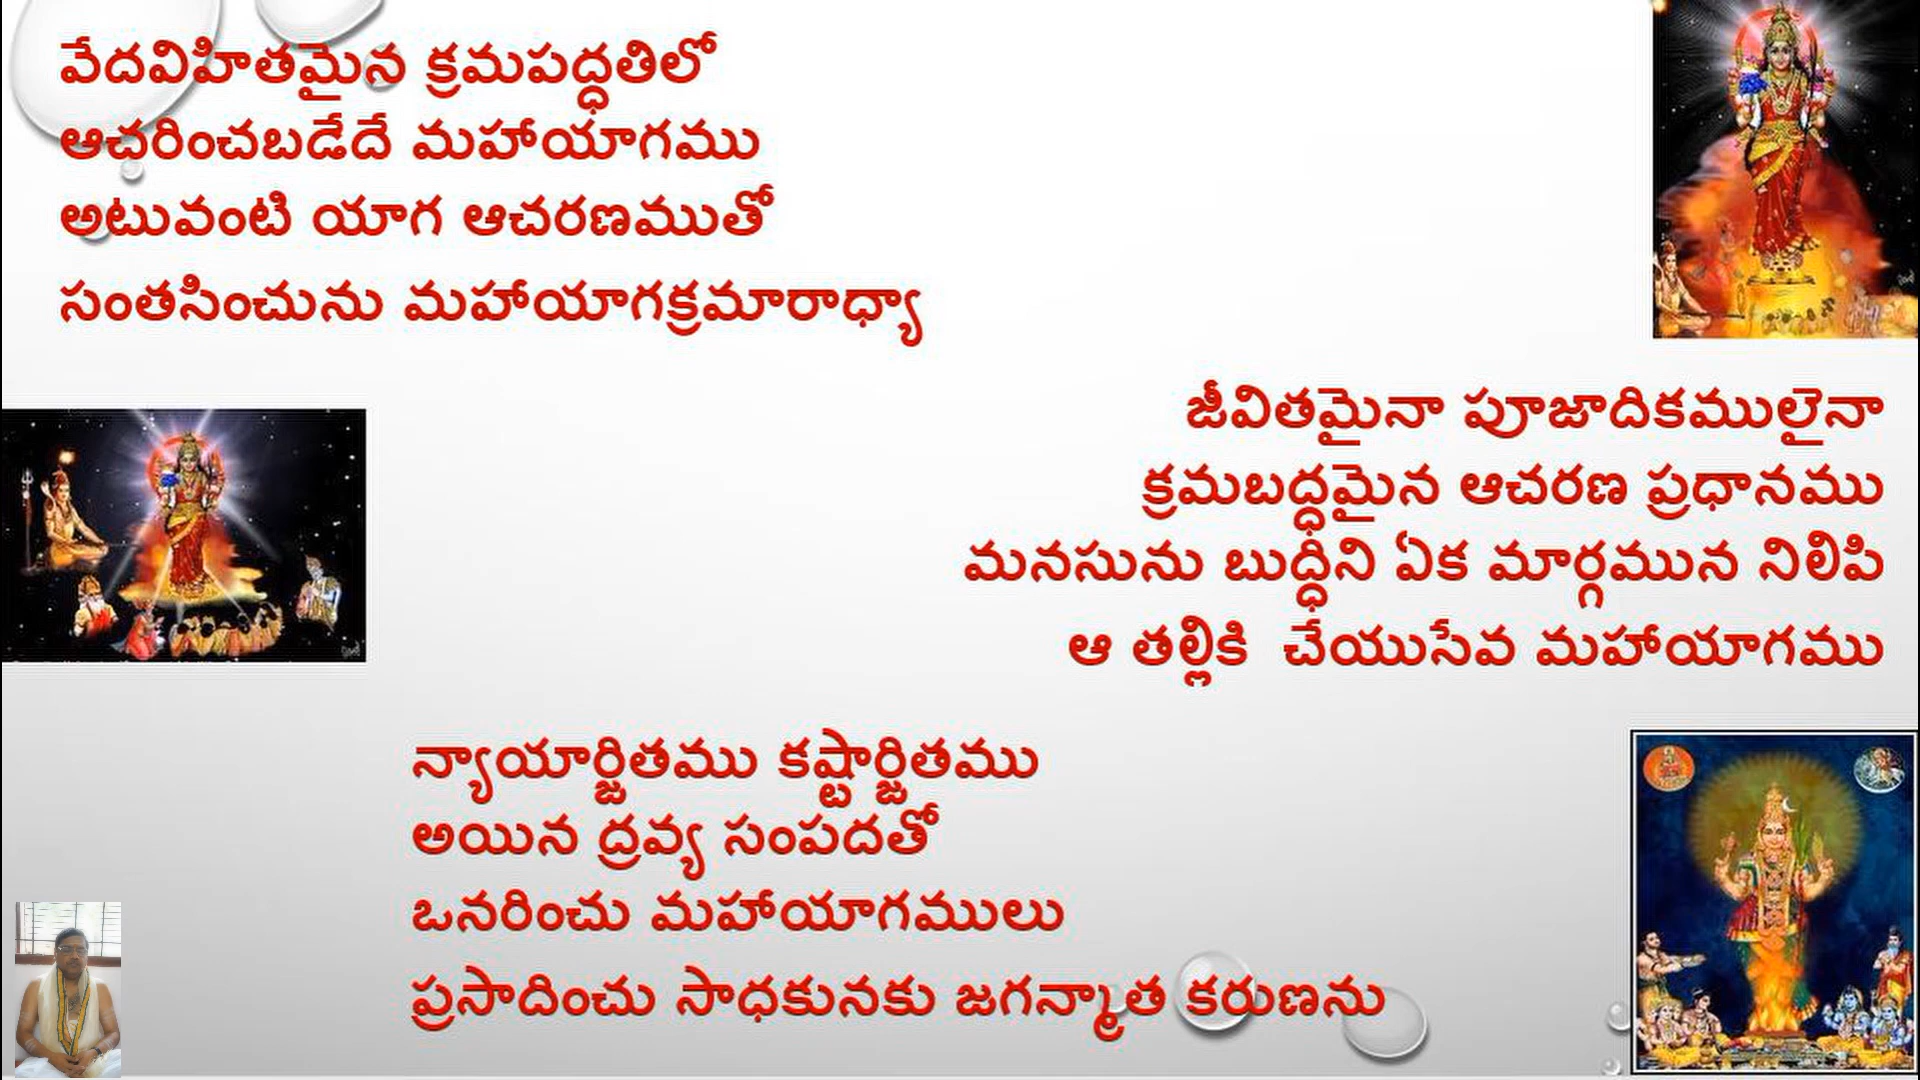 వేదవిహితమైన క్రమపద్ధతిలో
ఆచరించబడేదే మహాయాగము
అటువంటి యాగ ఆచరణముతో
సంతసించును మహాయాగక్రమారాధ్యా
జీవితమైనా పూజాదికములైనా
క్రమబద్ధమైన ఆచరణ ప్రధానము
మనసును బుద్ధిని ఏక మార్గమున నిలిపి
ఆ తల్లికి చేయుసేవ మహాయాగము
న్యాయార్జితము కష్టార్జితము
అయిన ద్రవ్య సంపదతో
ఒనరించు మహాయాగములు
ప్రసాదించు సాధకునకు జగన్మాత కరుణను